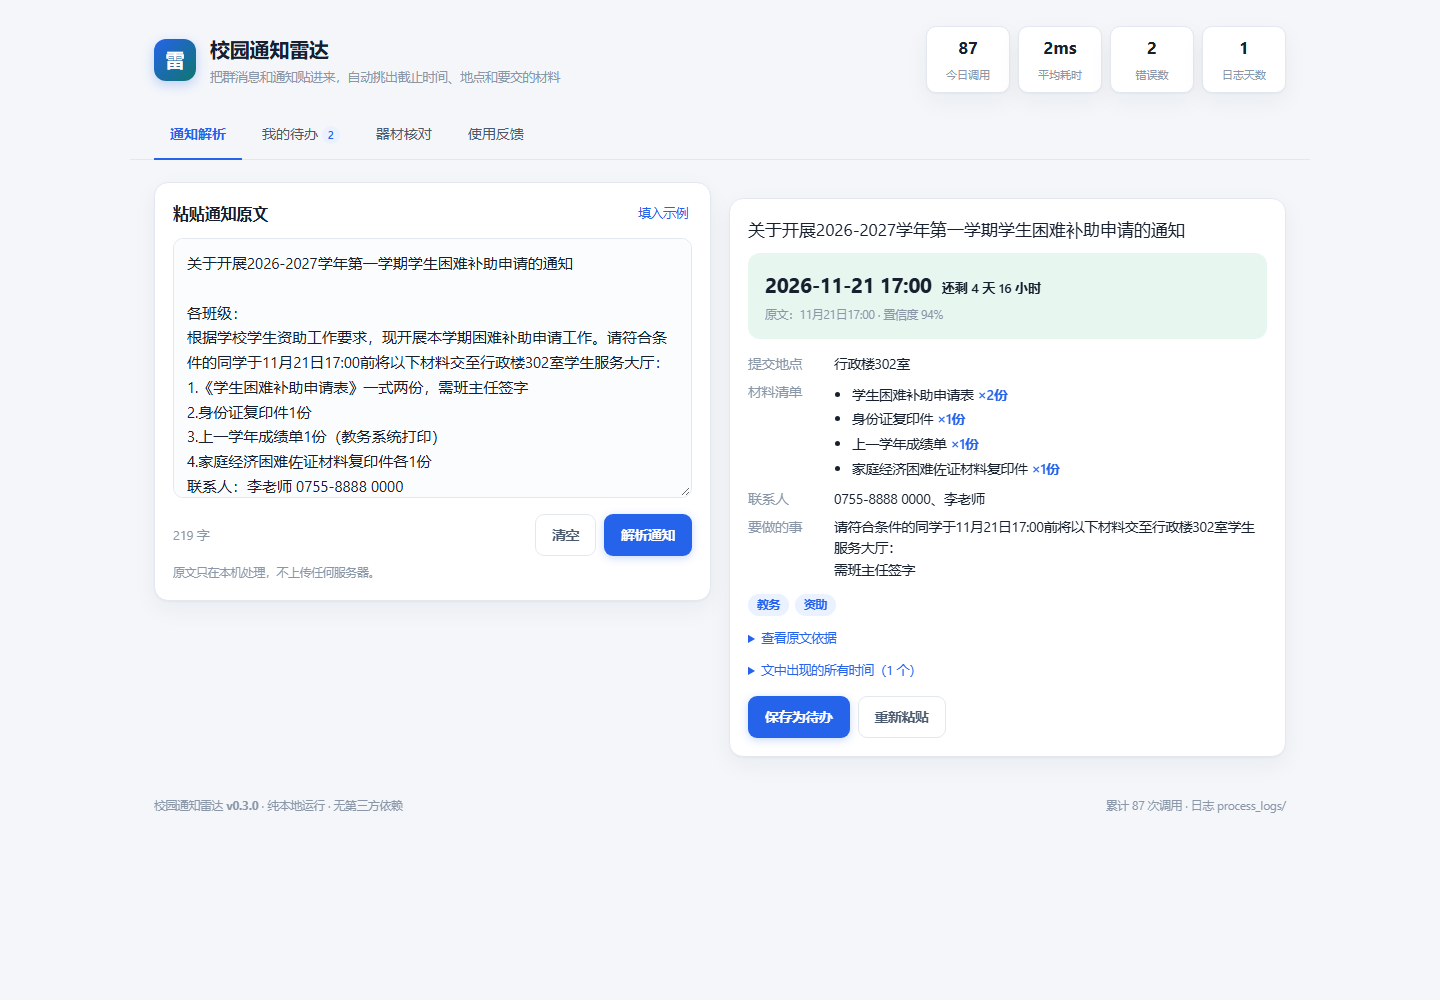 雷
校园通知雷达
把群消息和通知贴进来，自动挑出截止时间、地点和要交的材料
87
今日调用
2ms
平均耗时
2
错误数
1
日志天数
通知解析
我的待办 2
器材核对
使用反馈
粘贴通知原文
填入示例
关于开展2026-2027学年第一学期学生困难补助申请的通知
各班级：
根据学校学生资助工作要求，现开展本学期困难补助申请工作。请符合条
件的同学于11月21日17:00前将以下材料交至行政楼302室学生服务大厅：
1.《学生困难补助申请表》一式两份，需班主任签字
2.身份证复印件1份
3.上一学年成绩单1份（教务系统打印）
4.家庭经济困难佐证材料复印件各1份
联系人：李老师 0755-8888 0000
219 字
清空
解析通知
原文只在本机处理，不上传任何服务器。
关于开展2026-2027学年第一学期学生困难补助申请的通知
2026-11-21 17:00 还剩 4 天 16 小时
原文：11月21日17:00 · 置信度 94%
提交地点 行政楼302室
材料清单
• 学生困难补助申请表 ×2份
• 身份证复印件 ×1份
• 上一学年成绩单 ×1份
• 家庭经济困难佐证材料复印件 ×1份
联系人 0755-8888 0000、李老师
要做的事 请符合条件的同学于11月21日17:00前将以下材料交至行政楼302室学生
服务大厅：
需班主任签字
教务 资助
▶ 查看原文依据
▶ 文中出现的所有时间（1 个）
保存为待办
重新粘贴
校园通知雷达 v0.3.0 · 纯本地运行 · 无第三方依赖
累计 87 次调用 · 日志 process_logs/